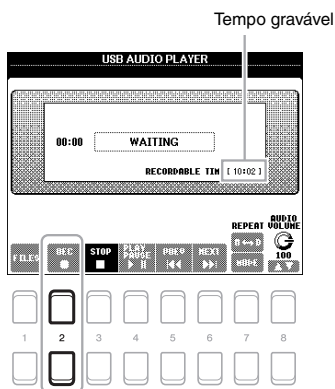 Tempo gravável
USB AUDIO PLAYER
00:00
WAITING
RECORDABLE TIM [ 10:02 ]
REPEAT AUDIO VOLUME
FILES REC STOP PLAY PAUSE PREV NEXT MODE 100
1 2 3 4 5 6 7 8